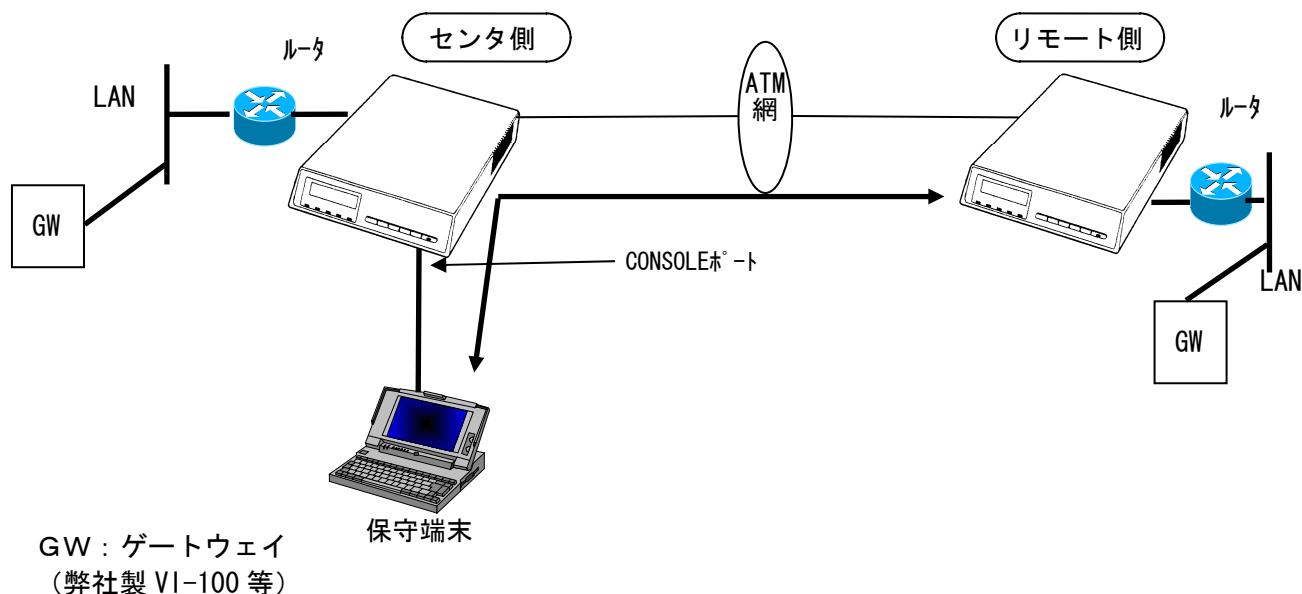 センタ側
リモート側
ﾙｰﾀ
LAN
ATM
網
ﾙｰﾀ
GW
CONSOLEﾎﾟｰﾄ
LAN
GW
保守端末
ＧＷ：ゲートウェイ
（弊社製 VI-100 等）